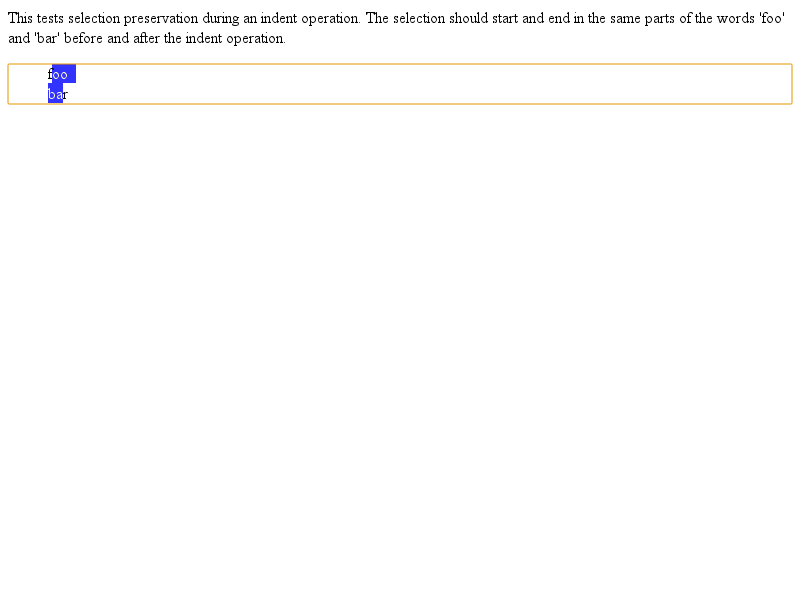 This tests selection preservation during an indent operation. The selection should start and end in the same parts of the words 'foo'
and 'bar' before and after the indent operation.
foo
bar